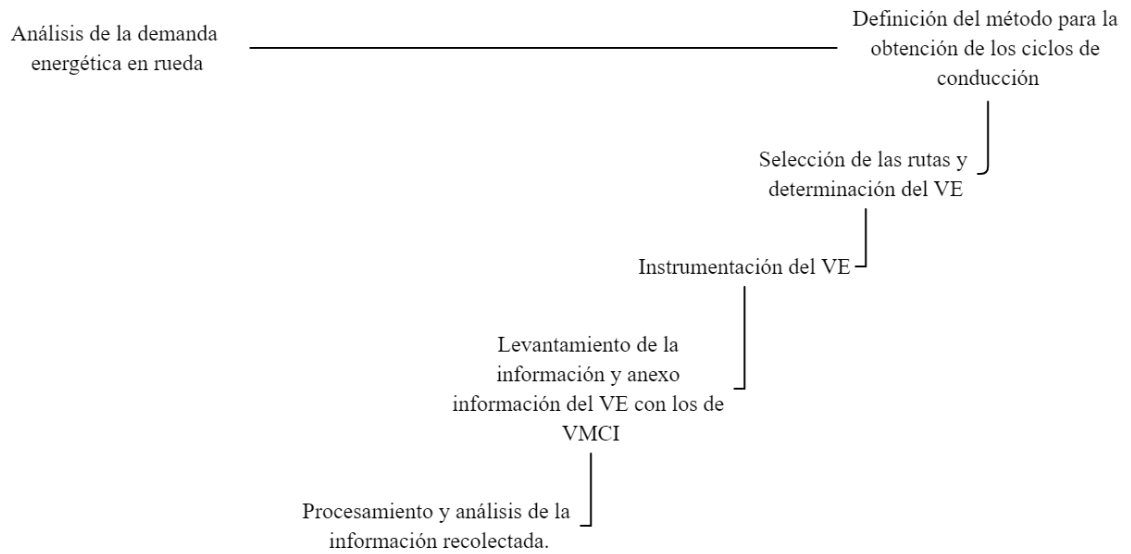 Análisis de la demanda
energética en rueda
Definición del método para la
obtención de los ciclos de
conducción
Selección de las rutas y
determinación del VE
Instrumentación del VE
Levantamiento de la
información y anexo
información del VE con los de
VMCI
Procesamiento y análisis de la
información recolectada.